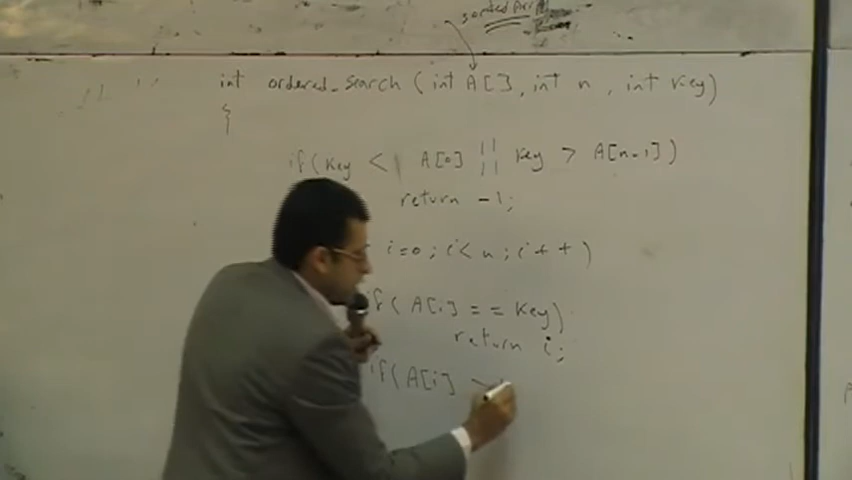 sorted Arr
int ordered_search (int A[], int n, int key)
{
if(key < A[0] || key > A[n-1])
return -1;
i=0; i<n; i++)
if( A[i] == key)
return i;
if(A[i] >